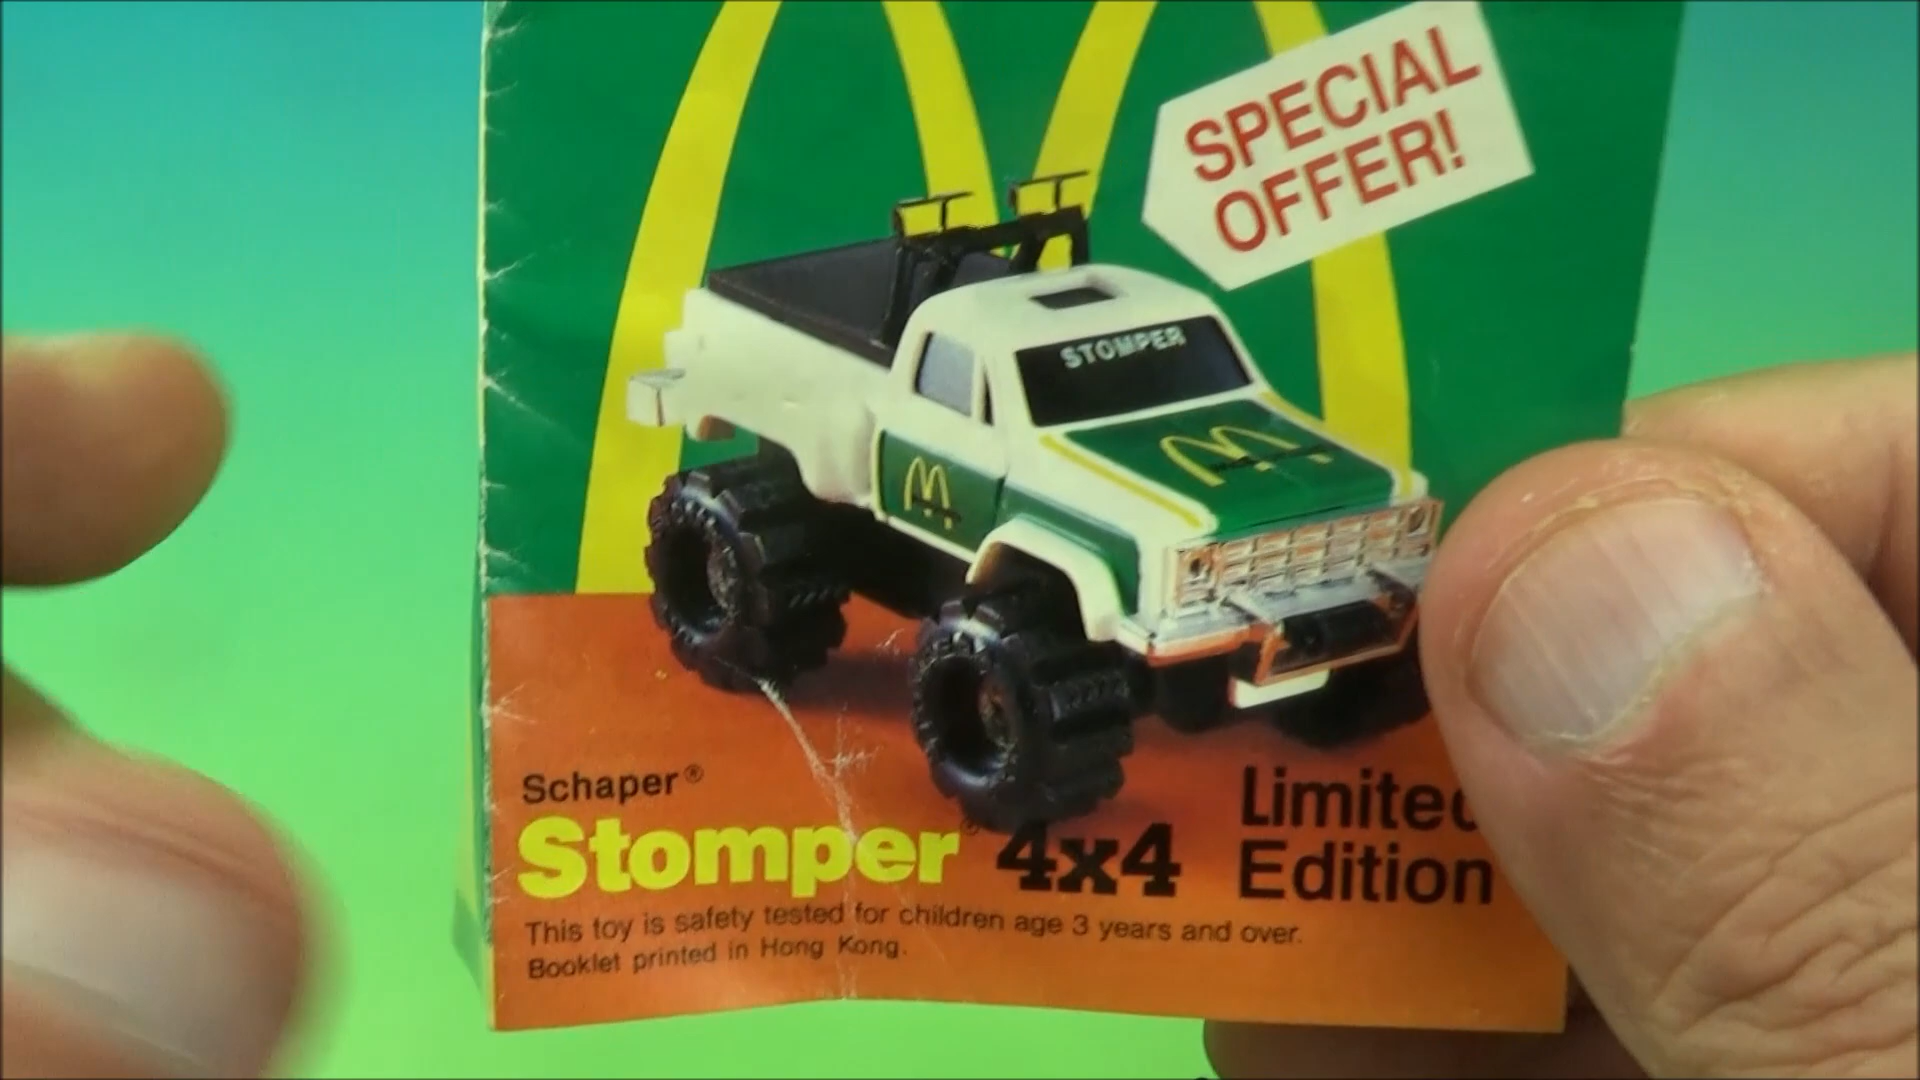 SPECIAL
OFFER!
STOMPER
Schaper®
Stomper® 4x4
Limited
Edition
This toy is safety tested for children age 3 years and over.
Booklet printed in Hong Kong.